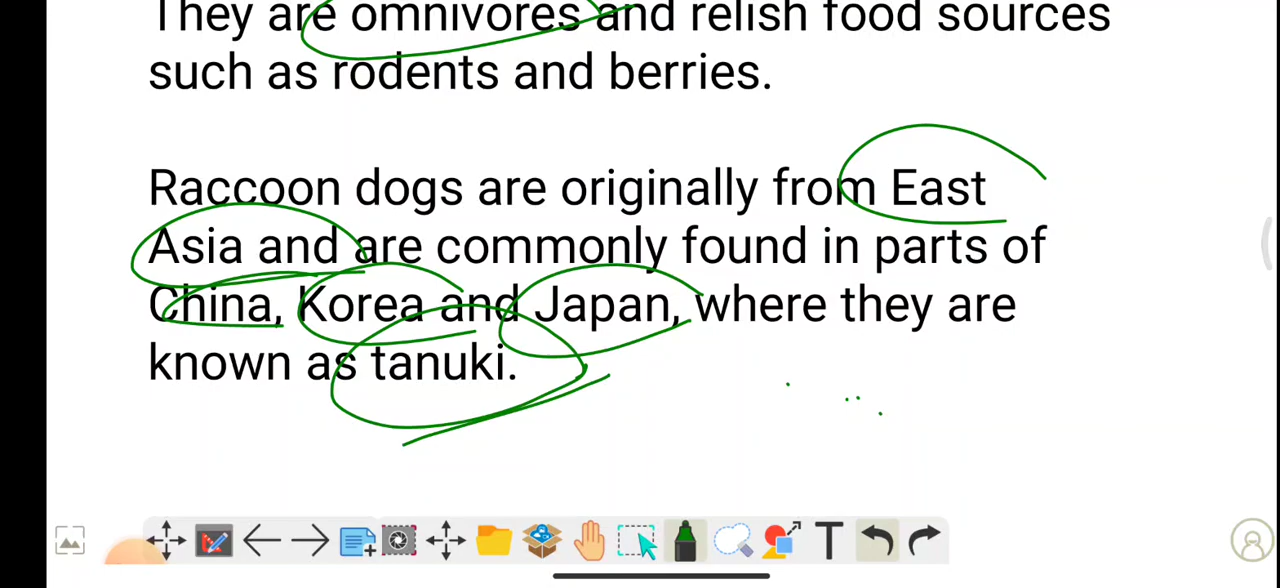 They are omnivores and relish food sources
such as rodents and berries.
Raccoon dogs are originally from East
Asia and are commonly found in parts of
China, Korea and Japan, where they are
known as tanuki.
T